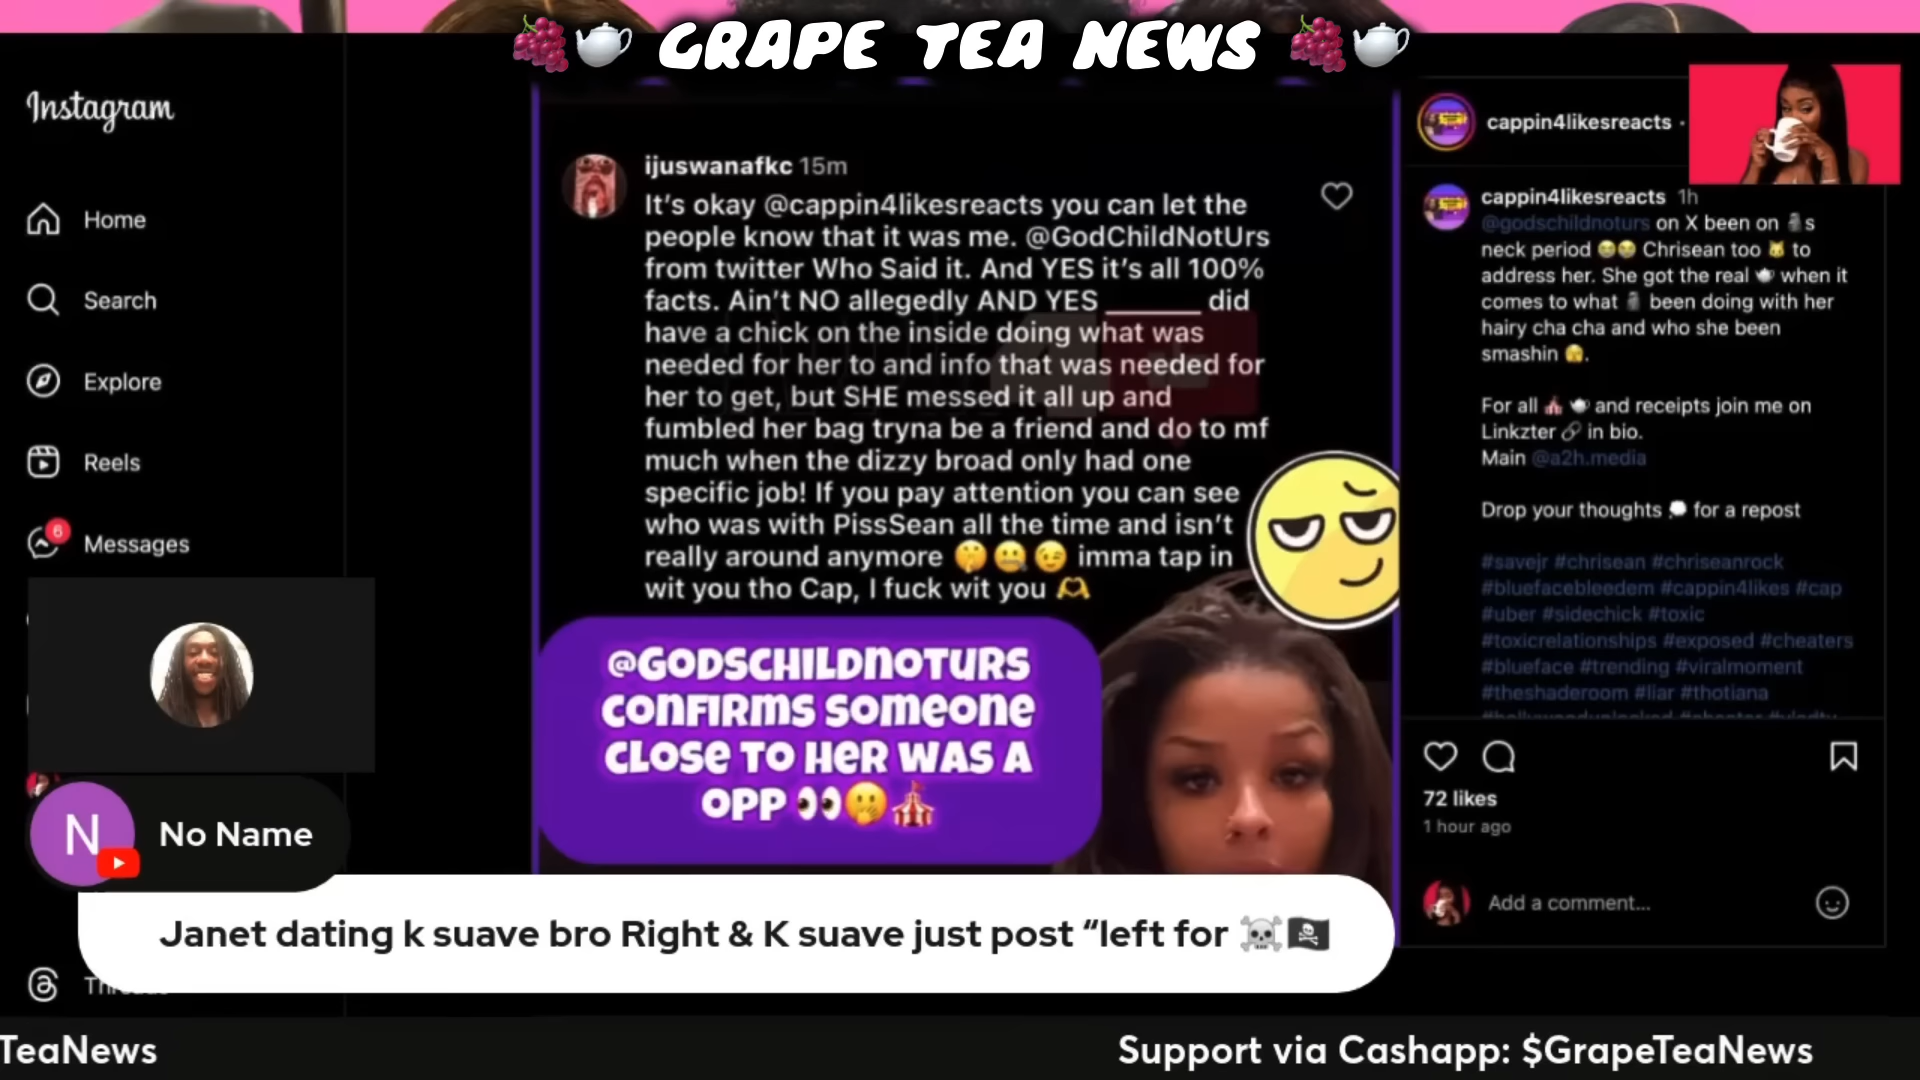 🍇🫖 GRAPE TEA NEWS 🍇🫖
Instagram
Home
Search
Explore
Reels
6
Messages
ijuswanafkc 15m
It's okay @cappin4likesreacts you can let the
people know that it was me. @GodChildNotUrs
from twitter Who Said it. And YES it's all 100%
facts. Ain't NO allegedly AND YES _______ did
have a chick on the inside doing what was
needed for her to and info that was needed for
her to get, but SHE messed it all up and
fumbled her bag tryna be a friend and do to mf
much when the dizzy broad only had one
specific job! If you pay attention you can see
who was with PissSean all the time and isn't
really around anymore 🤫🤐😉 imma tap in
wit you tho Cap, I fuck wit you 🫶
@GODSCHILDNOTURS
CONFIRMS SOMEONE
CLOSE TO HER WAS A
OPP 👀🫢🎪
cappin4likesreacts •
cappin4likesreacts 1h
@godschildnoturs on X been on 🗿s
neck period 😭😭 Chrisean too 🐱 to
address her. She got the real 🫖 when it
comes to what 🗿 been doing with her
hairy cha cha and who she been
smashin 🫣.
For all 🎪 🫖 and receipts join me on
Linkzter 🔗 in bio.
Main @a2h.media
Drop your thoughts 💭 for a repost
#savejr #chrisean #chriseanrock
#bluefacebleedem #cappin4likes #cap
#uber #sidechick #toxic
#toxicrelationships #exposed #cheaters
#blueface #trending #viralmoment
#theshaderoom #liar #thotiana
72 likes
1 hour ago
Add a comment...
N
No Name
Janet dating k suave bro Right & K suave just post “left for ☠️🏴‍☠️
Threads
TeaNews
Support via Cashapp: $GrapeTeaNews